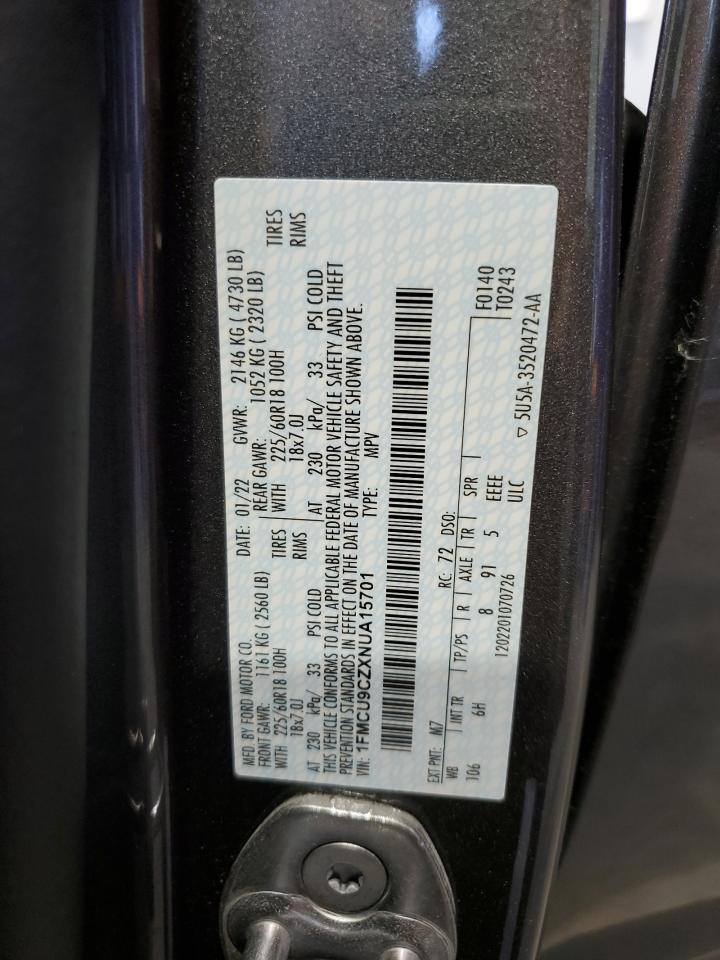 MFD. BY FORD MOTOR CO. DATE: 01/22 GVWR: 2146 KG ( 4730 LB)
FRONT GAWR: 1161 KG ( 2560 LB) REAR GAWR: 1052 KG ( 2320 LB)
WITH 225/60R18 100H TIRES WITH 225/60R18 100H TIRES
18x7.0J RIMS 18x7.0J RIMS
AT 230 kPa/ 33 PSI COLD AT 230 kPa/ 33 PSI COLD
THIS VEHICLE CONFORMS TO ALL APPLICABLE FEDERAL MOTOR VEHICLE SAFETY AND THEFT
PREVENTION STANDARDS IN EFFECT ON THE DATE OF MANUFACTURE SHOWN ABOVE.
VIN: 1FMCU9CZXNUA15701 TYPE: MPV
EXT PNT: M7 RC: 72 DSO:
WB INT TR TP/PS R AXLE TR SPR F0140
106 6H 8 91 5 EEEE T0243
1202201070726 ULC ▽ 5U5A-3520472-AA